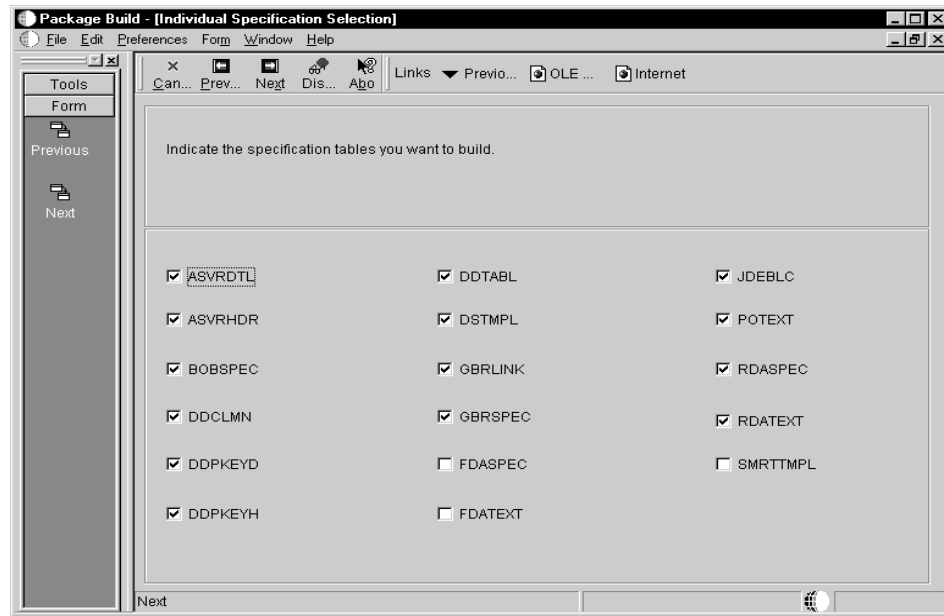 Package Build - [Individual Specification Selection]
File Edit Preferences Form Window Help
Tools
Form
Previous
Next
Can... Prev... Next Dis... Abo Links Previo... OLE ... Internet
Indicate the specification tables you want to build.
ASVRDTL DDTABL JDEBLC
ASVRHDR DSTMPL POTEXT
BOBSPEC GBRLINK RDASPEC
DDCLMN GBRSPEC RDATEXT
DDPKEYD FDASPEC SMRTTMPL
DDPKEYH FDATEXT
Next